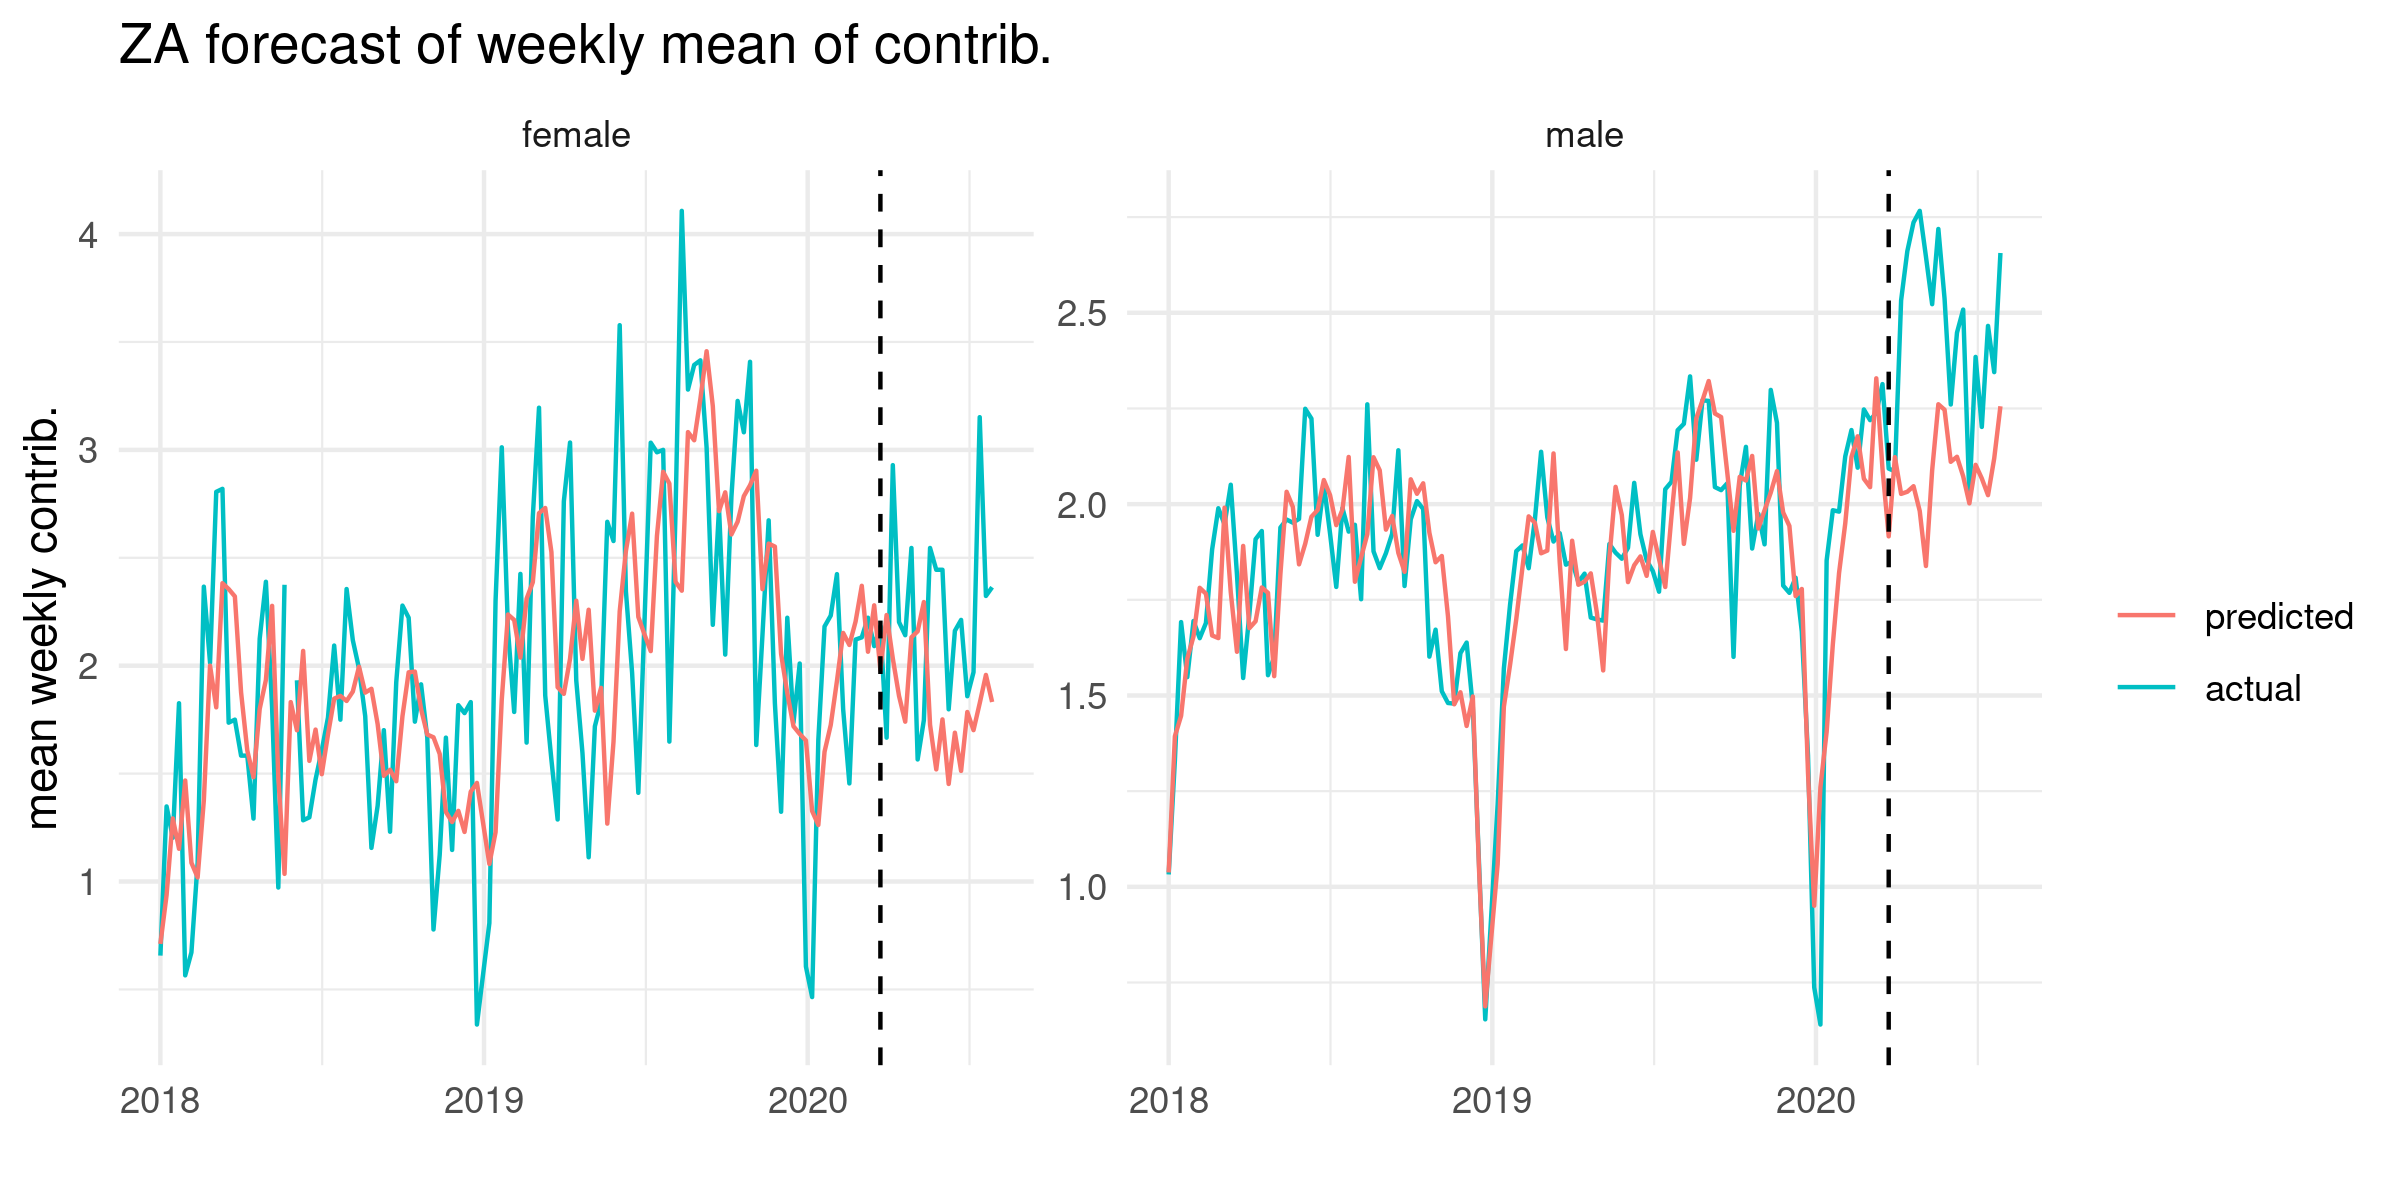 ZA forecast of weekly mean of contrib.
female
male
mean weekly contrib.
4
3
2
1
2.5
2.0
1.5
1.0
2018
2019
2020
2018
2019
2020
predicted
actual